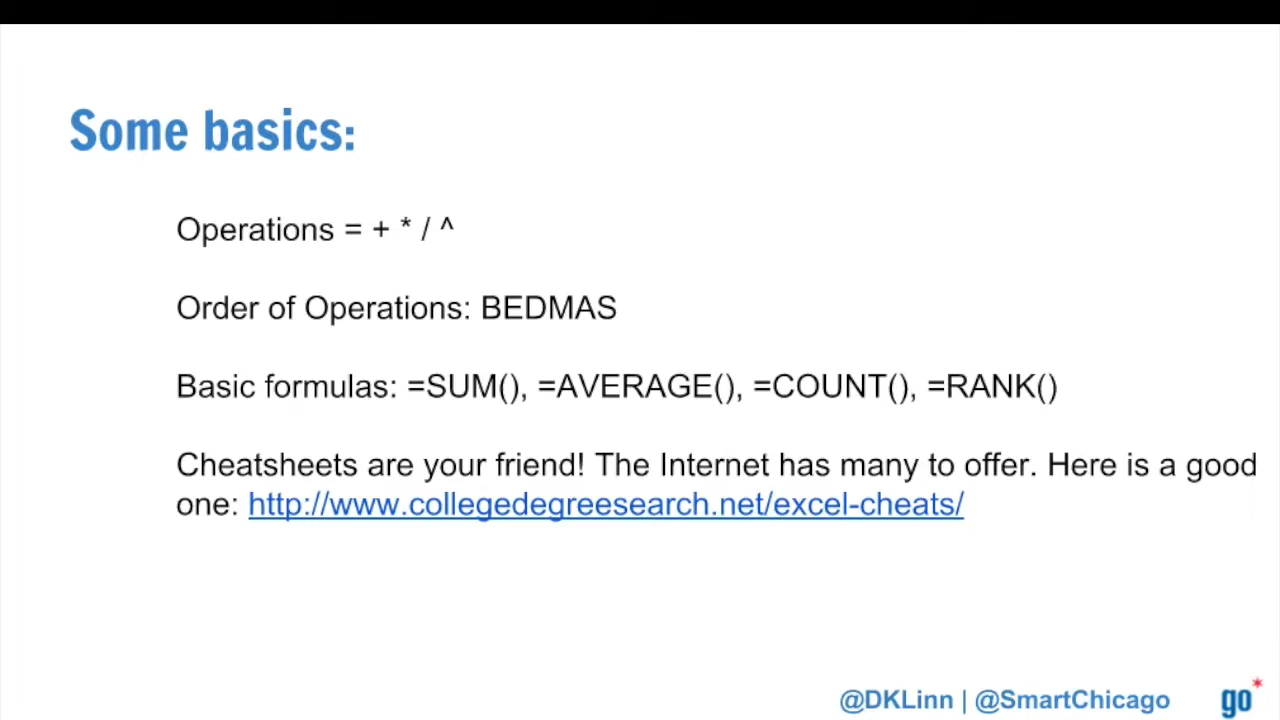 Some basics:
Operations = + * / ^
Order of Operations: BEDMAS
Basic formulas: =SUM(), =AVERAGE(), =COUNT(), =RANK()
Cheatsheets are your friend! The Internet has many to offer. Here is a good
one: http://www.collegedegreesearch.net/excel-cheats/
@DKLinn | @SmartChicago
go*